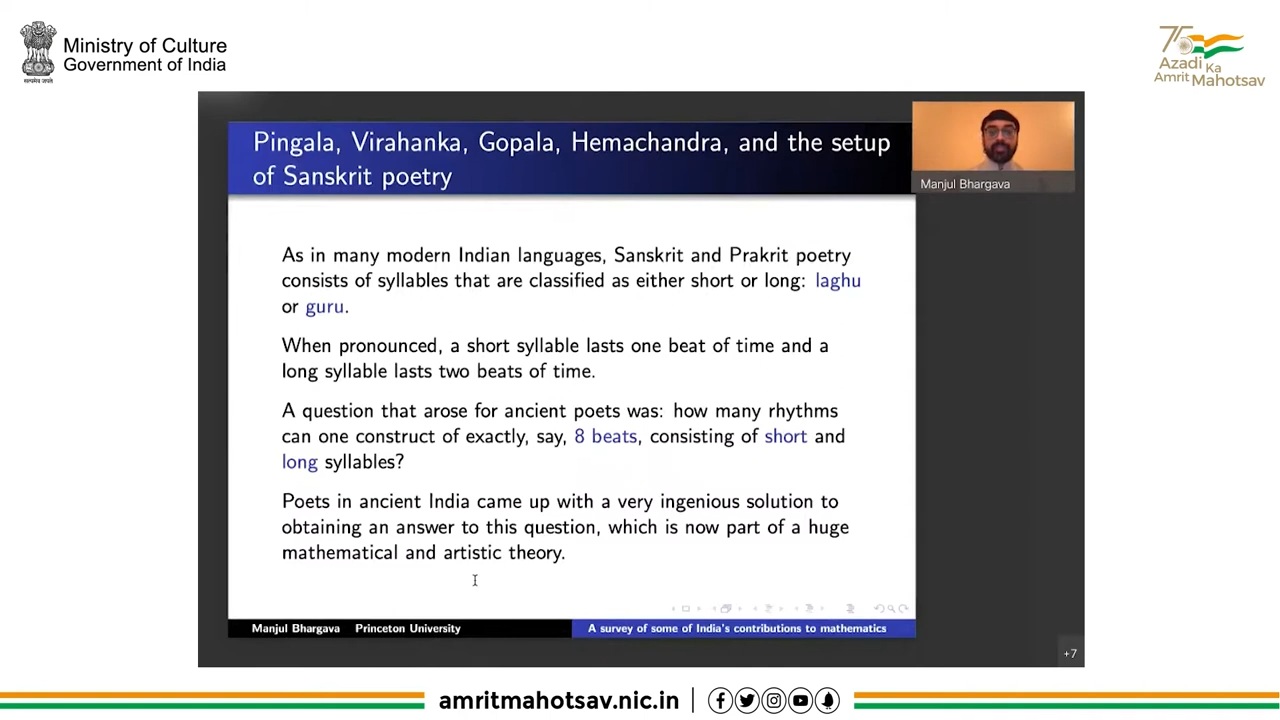 Ministry of Culture
Government of India
सत्यमेव जयते
75
Azadi
Ka
Amrit Mahotsav
Pingala, Virahanka, Gopala, Hemachandra, and the setup
of Sanskrit poetry
Manjul Bhargava
As in many modern Indian languages, Sanskrit and Prakrit poetry
consists of syllables that are classified as either short or long: laghu
or guru.
When pronounced, a short syllable lasts one beat of time and a
long syllable lasts two beats of time.
A question that arose for ancient poets was: how many rhythms
can one construct of exactly, say, 8 beats, consisting of short and
long syllables?
Poets in ancient India came up with a very ingenious solution to
obtaining an answer to this question, which is now part of a huge
mathematical and artistic theory.
Manjul Bhargava Princeton University
A survey of some of India's contributions to mathematics
+7
amritmahotsav.nic.in